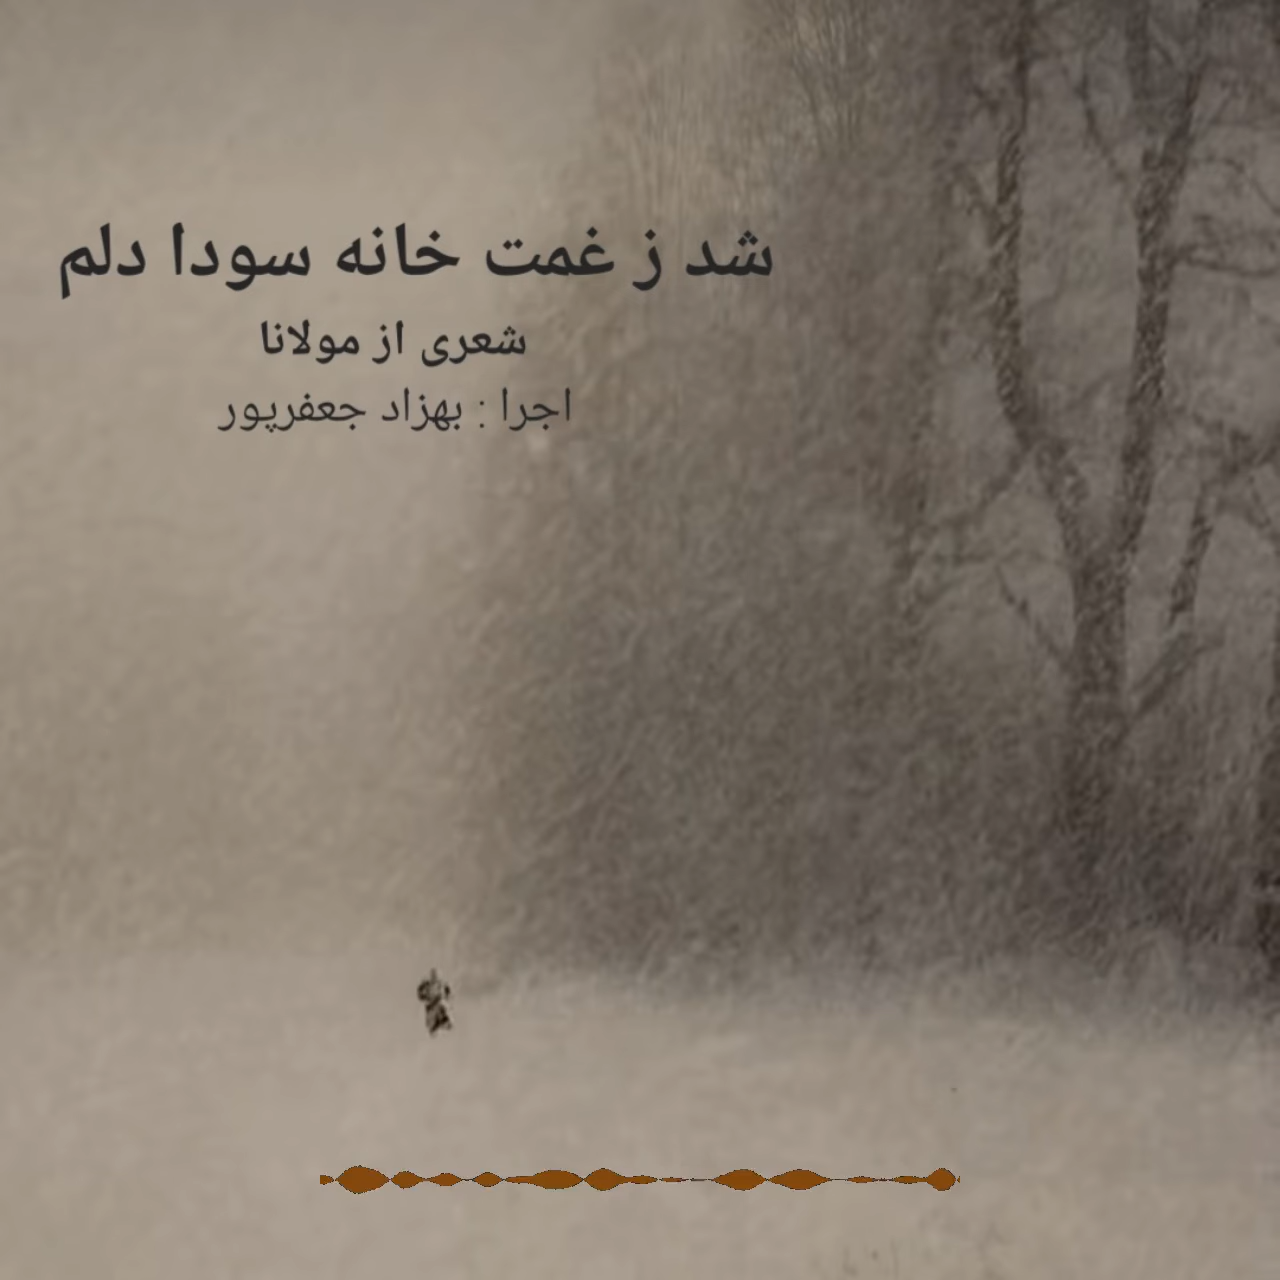 شد ز غمت خانه سودا دلم
شعری از مولانا
اجرا : بهزاد جعفرپور